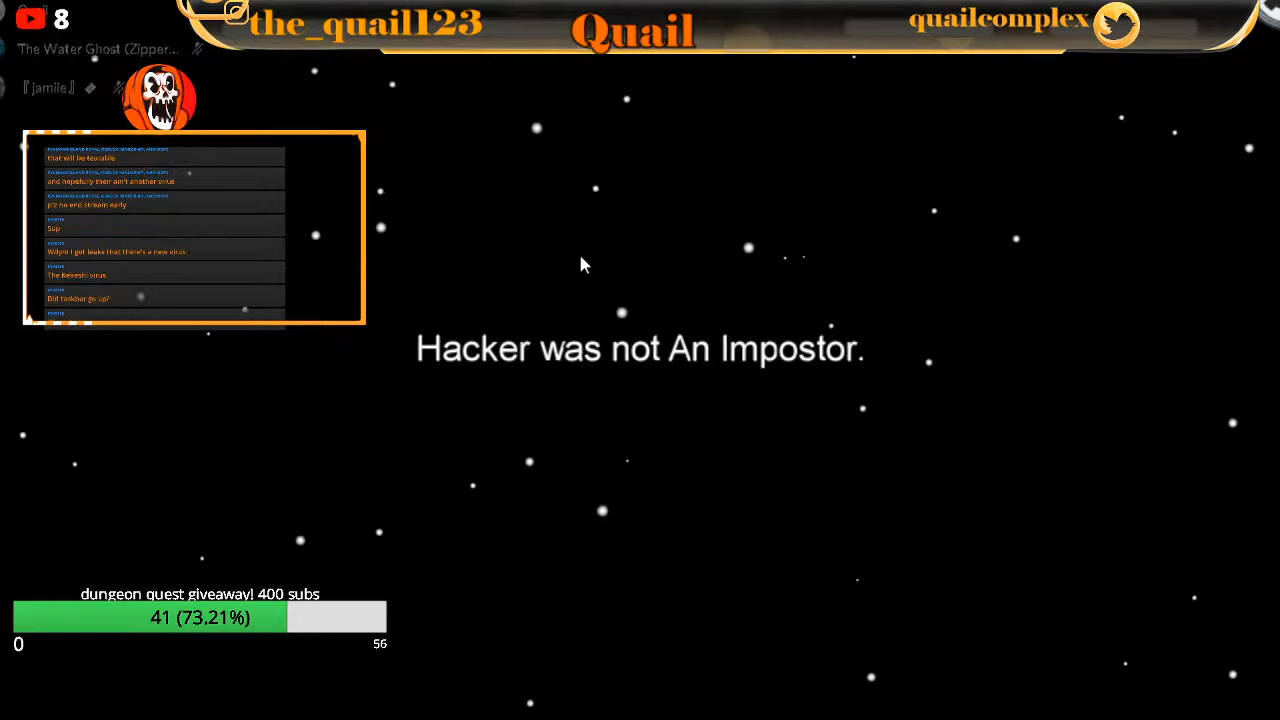 8
the_quail123
Quail
quailcomplex
The Water Ghost (Zipper...
『jamiie』
that will be tearable
and hopefully their ain't another virus
plz no end stream early
Sup
Wdym I got leaks that there's a new virus
The Kekeshi virus
Did taskbar go up?
Hacker was not An Impostor.
dungeon quest giveaway! 400 subs
41 (73,21%)
0
56